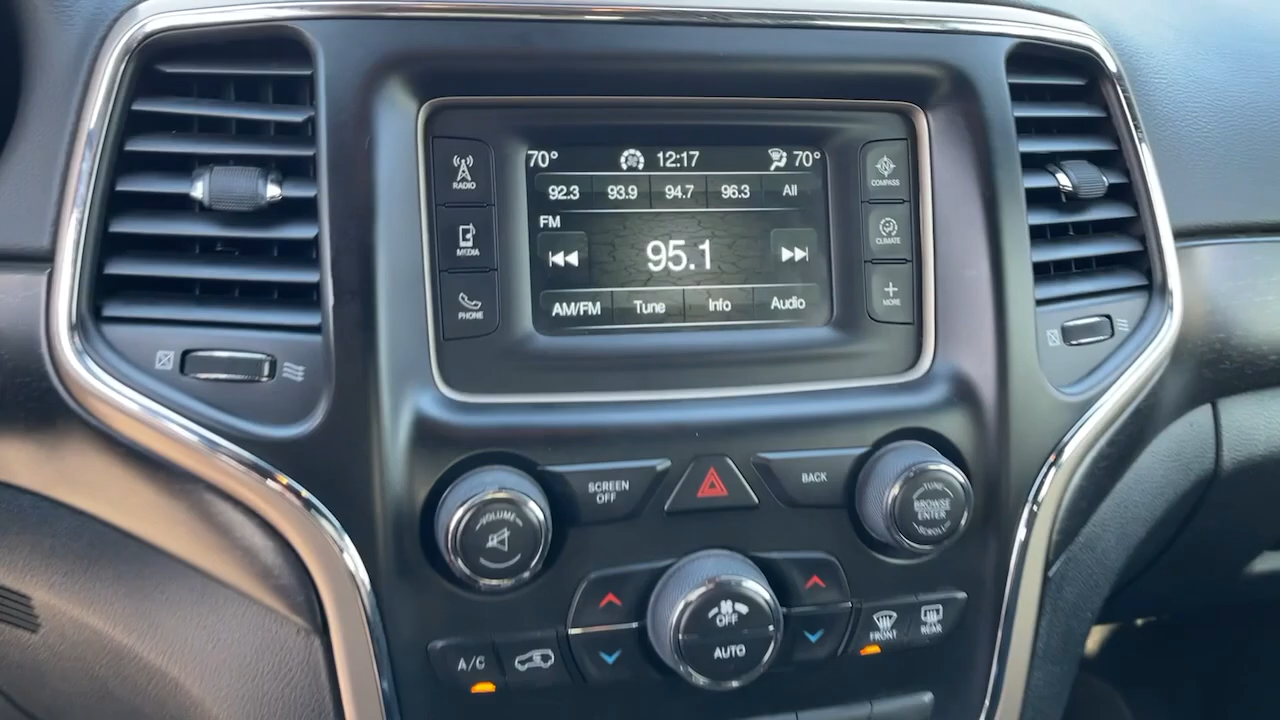 70° 12:17 70°
92.3 93.9 94.7 96.3 All
FM
95.1
AM/FM Tune Info Audio
RADIO
MEDIA
PHONE
COMPASS
CLIMATE
MORE
VOLUME
SCREEN
OFF
BACK
TUNE
BROWSE
ENTER
SCROLL
OFF
AUTO
A/C
FRONT
REAR